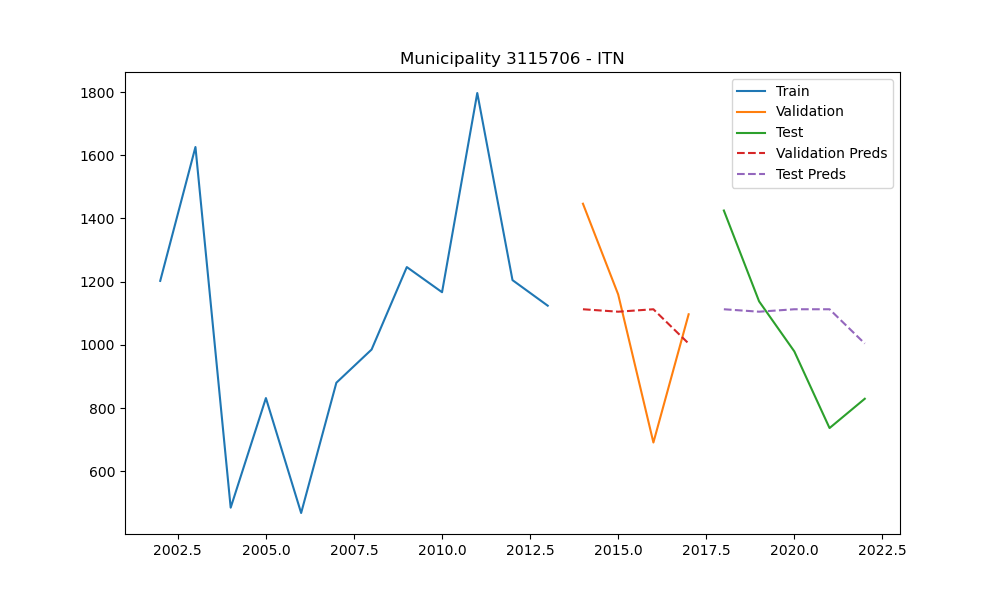 Municipality 3115706 - ITN
1800
1600
1400
1200
1000
800
600
2002.5
2005.0
2007.5
2010.0
2012.5
2015.0
2017.5
2020.0
2022.5
Train
Validation
Test
Validation Preds
Test Preds